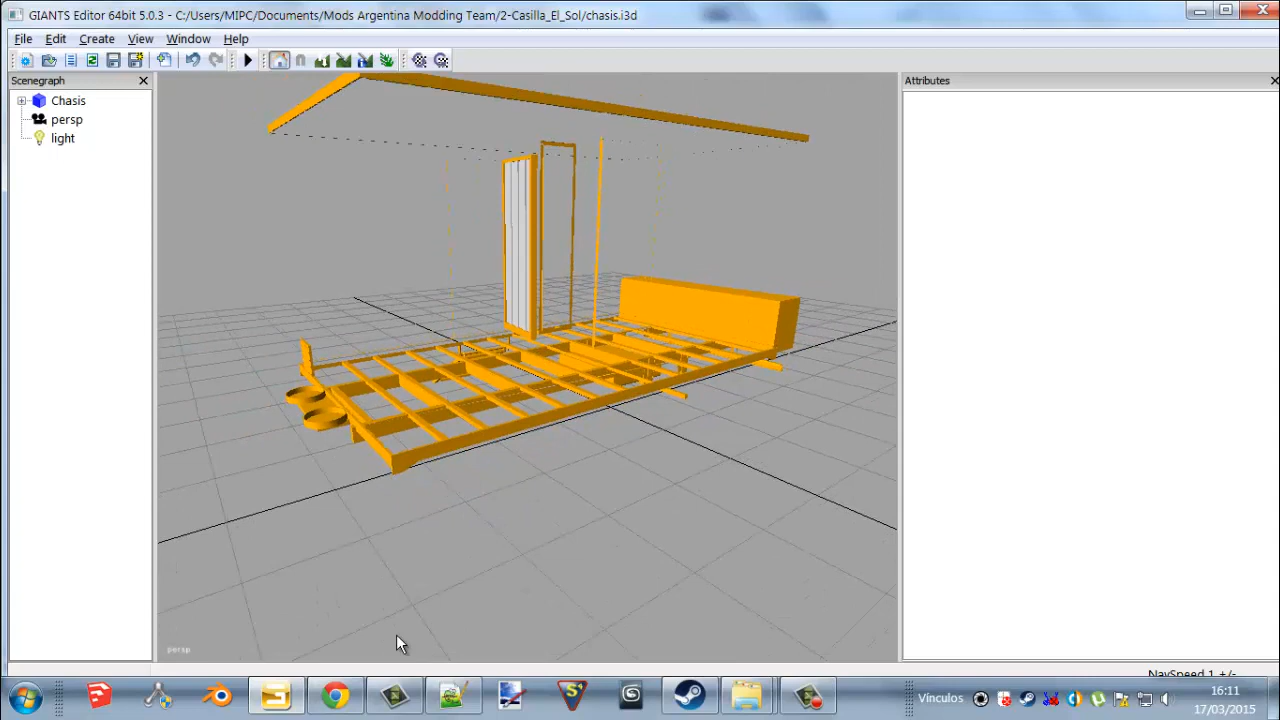 GIANTS Editor 64bit 5.0.3 - C:/Users/MIPC/Documents/Mods Argentina Modding Team/2-Casilla_El_Sol/chasis.i3d
File Edit Create View Window Help
Scenegraph
Attributes
Chasis
persp
light
persp
NavSpeed 1 +/-
Vínculos
16:11
17/03/2015